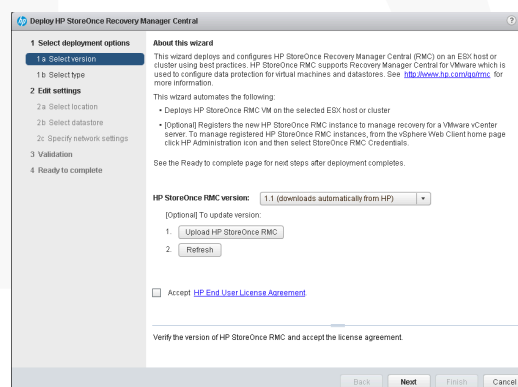 Deploy HP StoreOnce Recovery Manager Central
1 Select deployment options
1a Select version
1b Select type
2 Edit settings
2a Select location
2b Select datastore
2c Specify network settings
3 Validation
4 Ready to complete
About this wizard
This wizard deploys and configures HP StoreOnce Recovery Manager Central (RMC) on an ESX host or
cluster using best practices. HP StoreOnce RMC supports Recovery Manager Central for VMware which is
used to configure data protection for virtual machines and datastores. See http://www.hp.com/go/rmc for
more information.
This wizard automates the following:
• Deploys HP StoreOnce RMC VM on the selected ESX host or cluster
• [Optional] Registers the new HP StoreOnce RMC instance to manage recovery for a VMware vCenter
server. To manage registered HP StoreOnce RMC instances, from the vSphere Web Client home page
click HP Administration icon and then select StoreOnce RMC Credentials.
See the Ready to complete page for next steps after deployment completes.
HP StoreOnce RMC version: 1.1 (downloads automatically from HP)
[Optional] To update version:
1. Upload HP StoreOnce RMC
2. Refresh
Accept HP End User License Agreement
Verify the version of HP StoreOnce RMC and accept the license agreement.
Back Next Finish Cancel